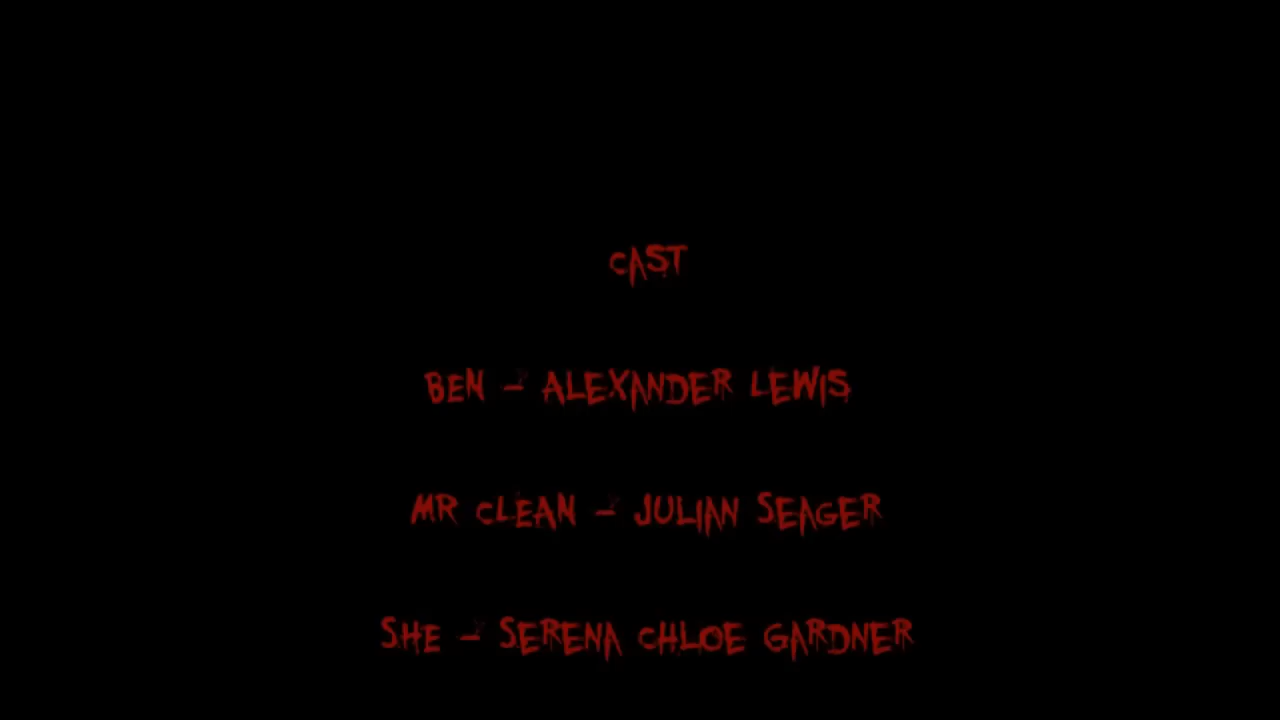 CAST
BEN - ALEXANDER LEWIS
MR CLEAN - JULIAN SEAGER
SHE - SERENA CHLOE GARDNER